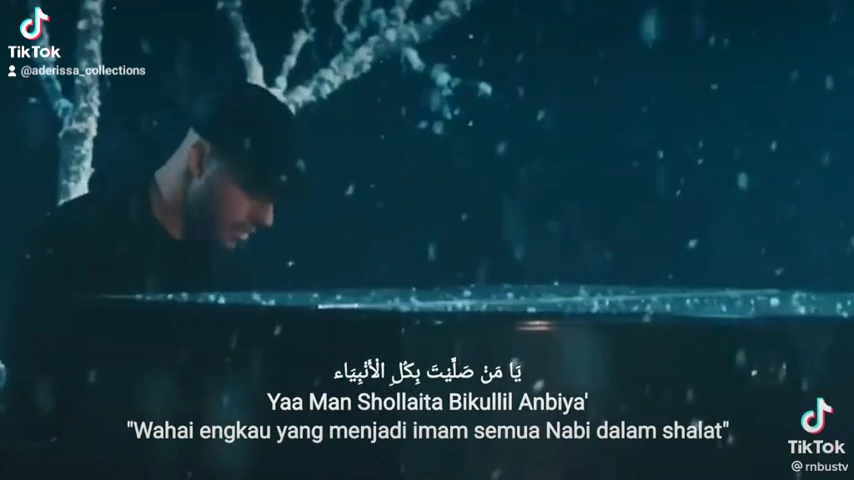 TikTok
@aderissa_collections
يَا مَنْ صَلَّيْتَ بِكُلِ الْأَنْبِيَاء
Yaa Man Shollaita Bikullil Anbiya'
"Wahai engkau yang menjadi imam semua Nabi dalam shalat"
TikTok
@rnbustv